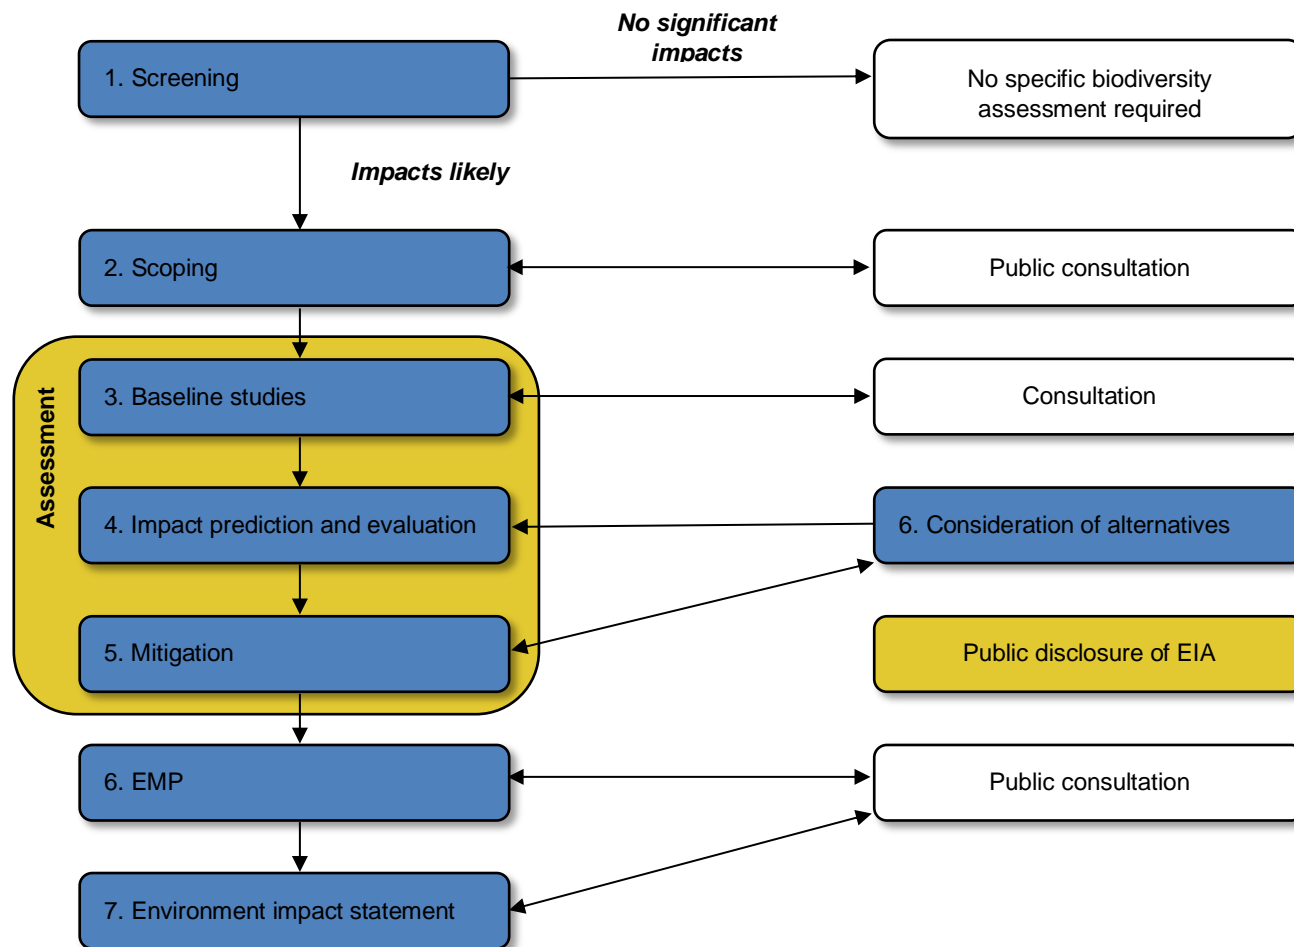 No significant
impacts
1. Screening
No specific biodiversity
assessment required
Impacts likely
2. Scoping
Public consultation
Assessment
3. Baseline studies
Consultation
4. Impact prediction and evaluation
6. Consideration of alternatives
5. Mitigation
Public disclosure of EIA
6. EMP
Public consultation
7. Environment impact statement